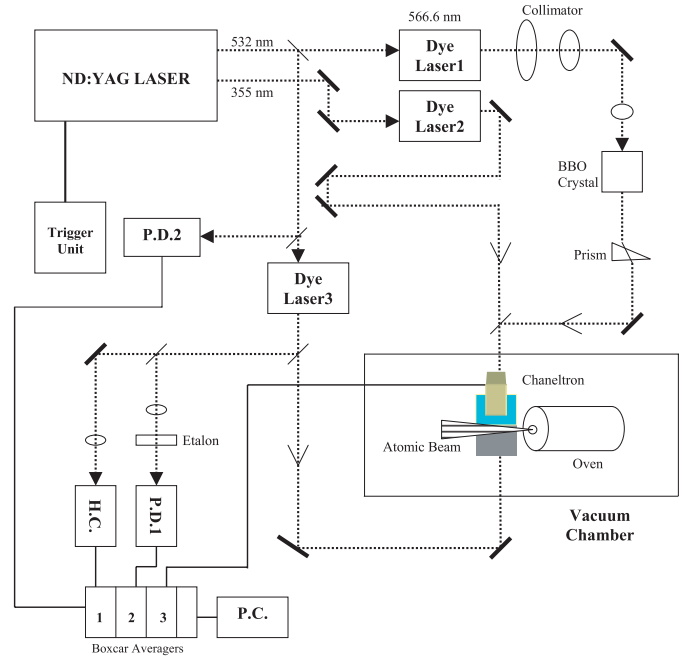 566.6 nm
Collimator
532 nm
Dye
Laser1
ND:YAG LASER
355 nm
Dye
Laser2
BBO
Crystal
Trigger
Unit
P.D.2
Prism
Dye
Laser3
Chaneltron
Etalon
Atomic Beam
Oven
H.C.
P.D.1
Vacuum
Chamber
1
2
3
P.C.
Boxcar Averagers